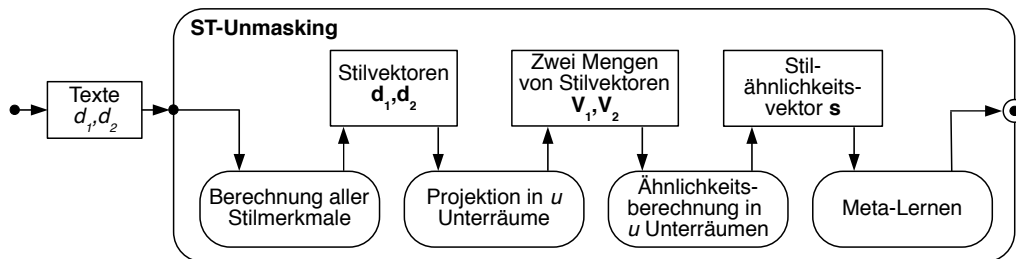 ST-Unmasking
Texte
d1,d2
Stilvektoren
d1,d2
Zwei Mengen
von Stilvektoren
V1,V2
Stil-
ähnlichkeits-
vektor s
Berechnung aller
Stilmerkmale
Projektion in u
Unterräume
Ähnlichkeits-
berechnung in
u Unterräumen
Meta-Lernen